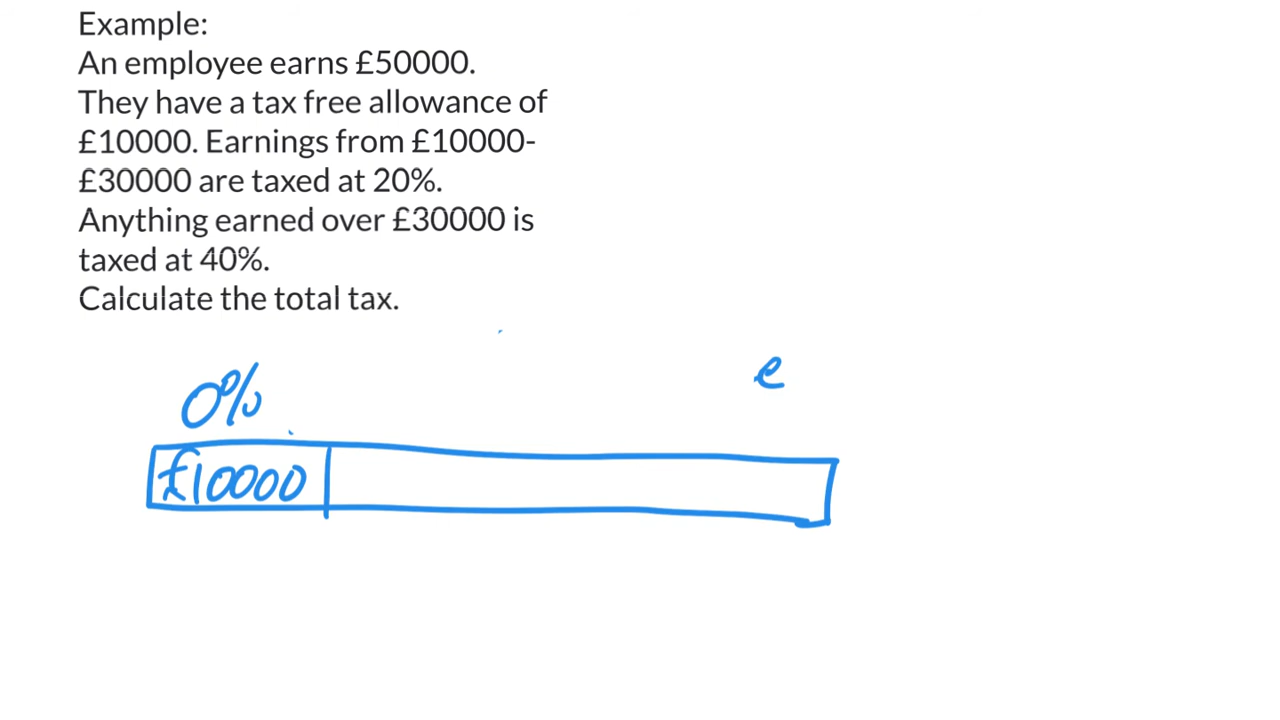 Example:
An employee earns £50000.
They have a tax free allowance of
£10000. Earnings from £10000-
£30000 are taxed at 20%.
Anything earned over £30000 is
taxed at 40%.
Calculate the total tax.
0%
e
£10000